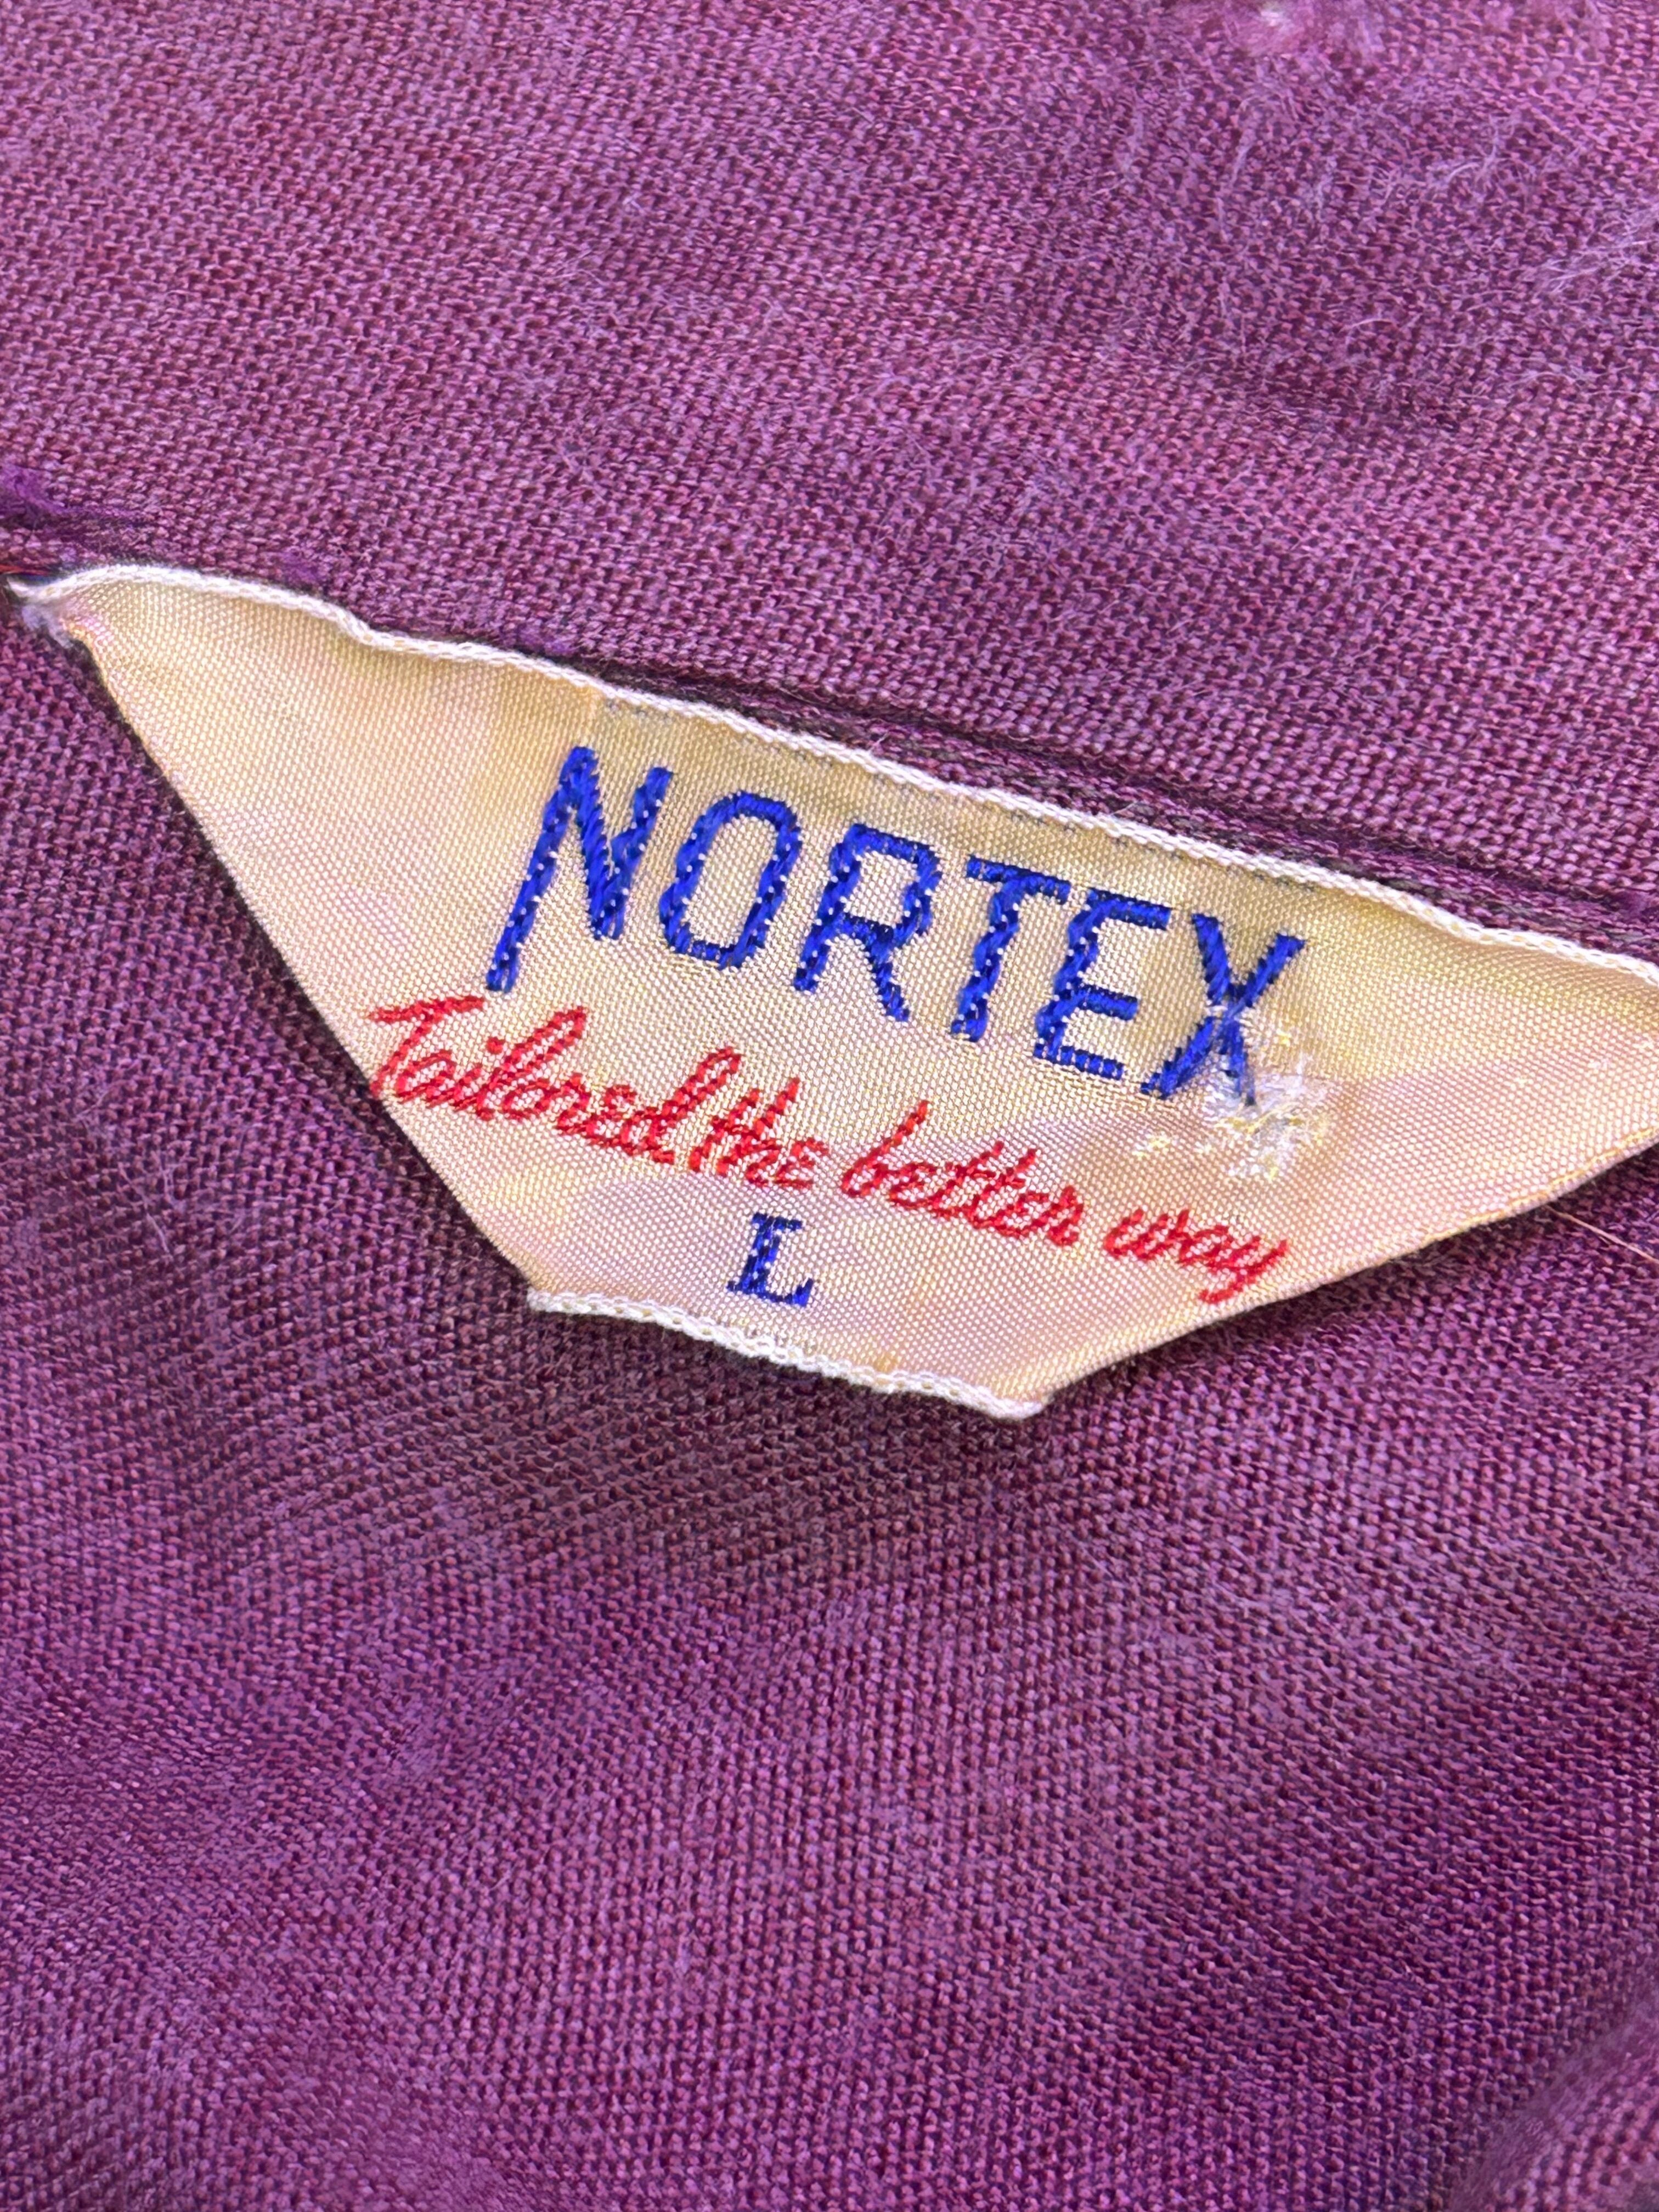 NORTEX
Tailored the better way
L